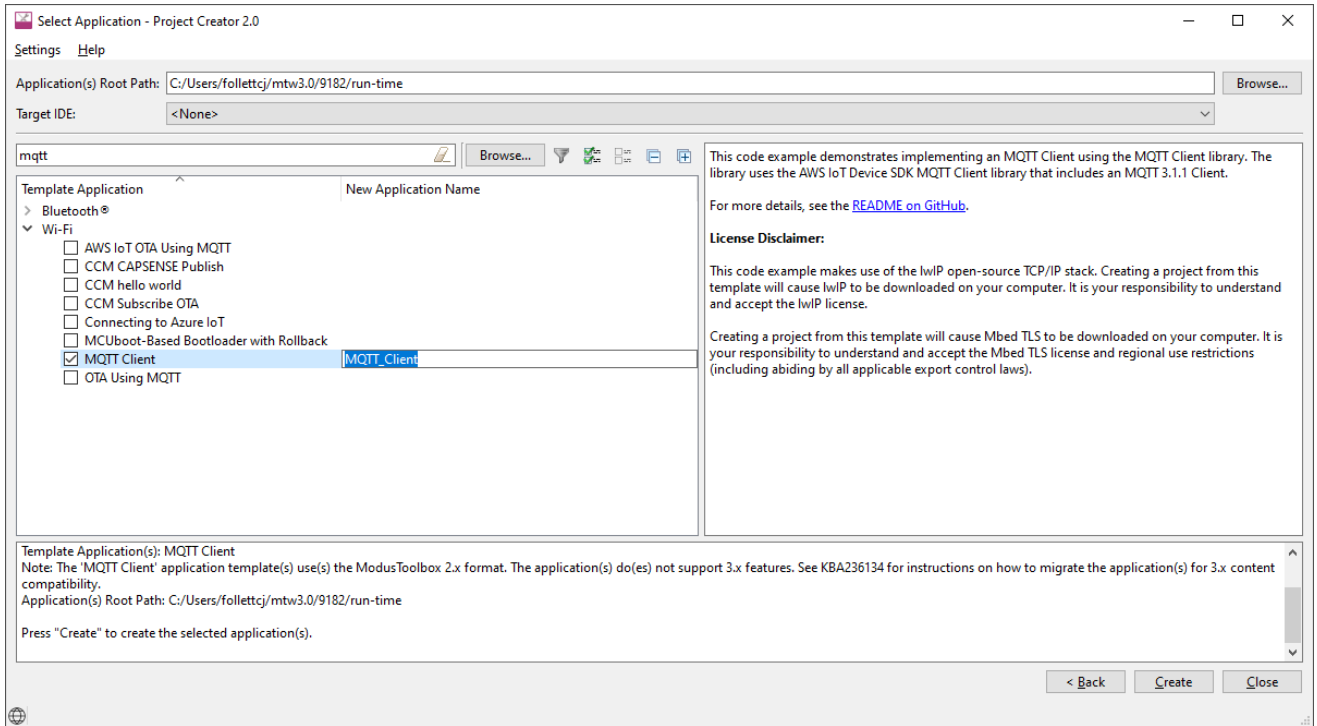 Select Application - Project Creator 2.0
Settings Help
Application(s) Root Path: C:/Users/follettcj/mtw3.0/9182/run-time Browse...
Target IDE: <None>
mqtt Browse...
Template Application New Application Name
Bluetooth®
Wi-Fi
AWS IoT OTA Using MQTT
CCM CAPSENSE Publish
CCM hello world
CCM Subscribe OTA
Connecting to Azure IoT
MCUboot-Based Bootloader with Rollback
MQTT Client MQTT_Client
OTA Using MQTT
This code example demonstrates implementing an MQTT Client using the MQTT Client library. The
library uses the AWS IoT Device SDK MQTT Client library that includes an MQTT 3.1.1 Client.
For more details, see the README on GitHub.
License Disclaimer:
This code example makes use of the lwIP open-source TCP/IP stack. Creating a project from this
template will cause lwIP to be downloaded on your computer. It is your responsibility to understand
and accept the lwIP license.
Creating a project from this template will cause Mbed TLS to be downloaded on your computer. It is
your responsibility to understand and accept the Mbed TLS license and regional use restrictions
(including abiding by all applicable export control laws).
Template Application(s): MQTT Client
Note: The 'MQTT Client' application template(s) use(s) the ModusToolbox 2.x format. The application(s) do(es) not support 3.x features. See KBA236134 for instructions on how to migrate the application(s) for 3.x content
compatibility.
Application(s) Root Path: C:/Users/follettcj/mtw3.0/9182/run-time
Press "Create" to create the selected application(s).
< Back Create Close